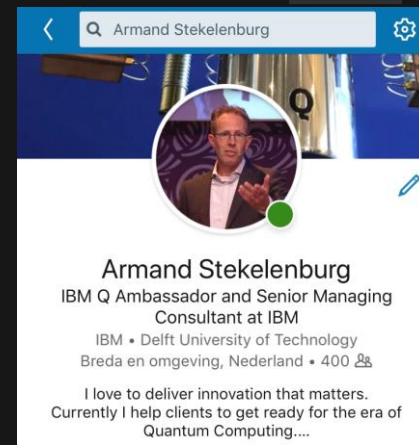 Armand Stekelenburg
Q
Armand Stekelenburg
IBM Q Ambassador and Senior Managing
Consultant at IBM
IBM • Delft University of Technology
Breda en omgeving, Nederland • 400
I love to deliver innovation that matters.
Currently I help clients to get ready for the era of
Quantum Computing....